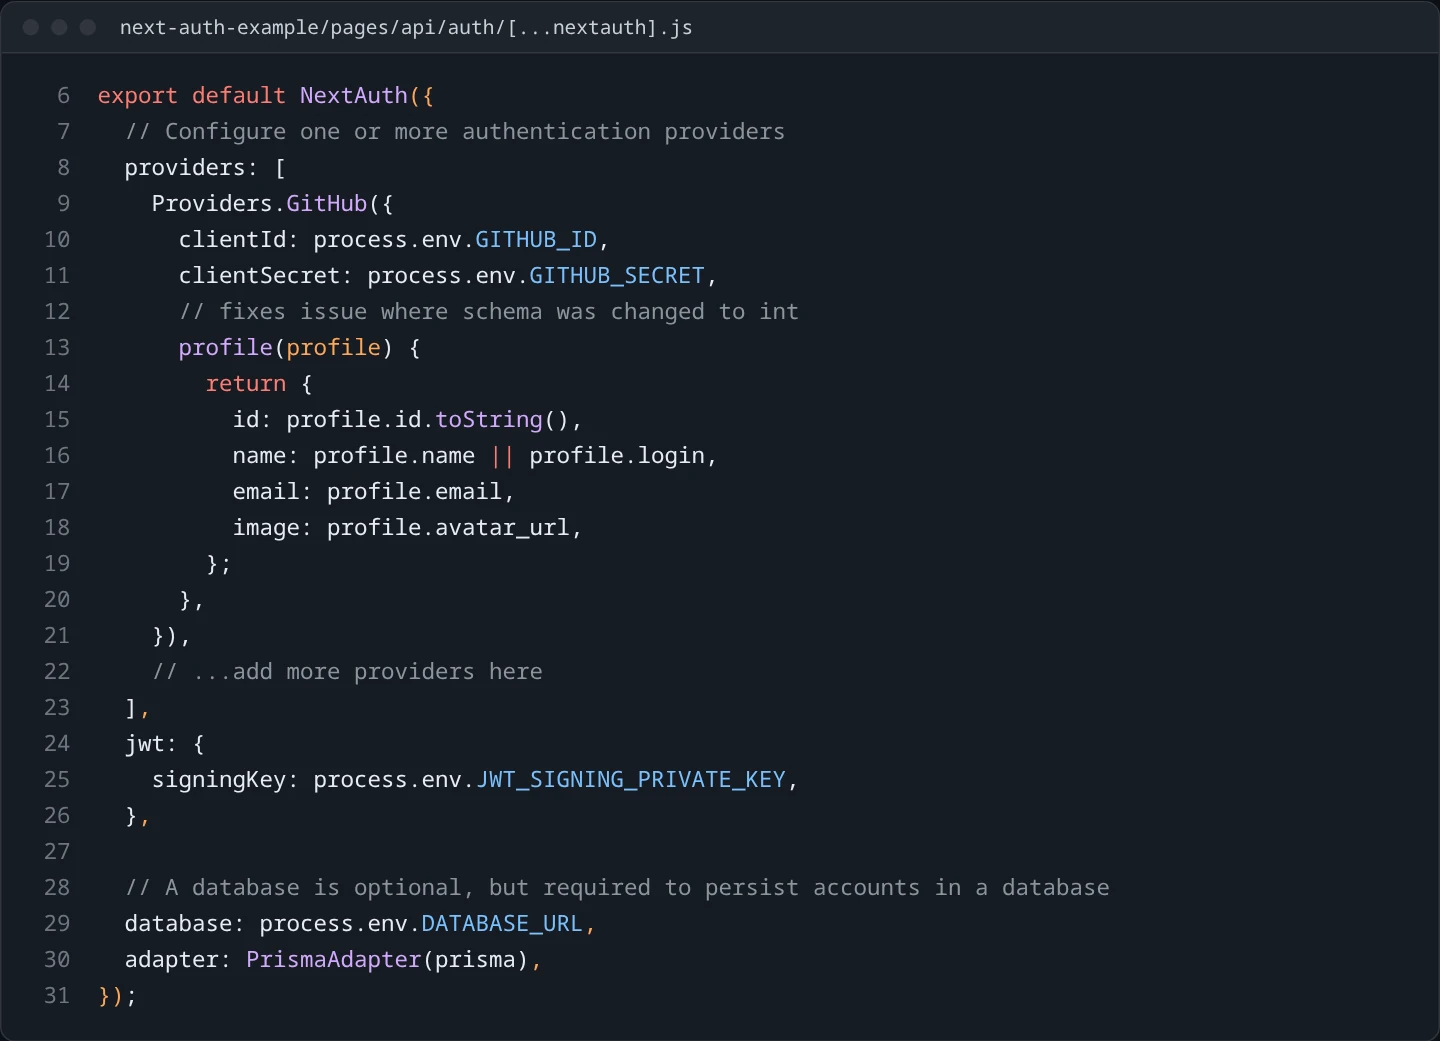 next-auth-example/pages/api/auth/[...nextauth].js
6 export default NextAuth({
7   // Configure one or more authentication providers
8   providers: [
9     Providers.GitHub({
10       clientId: process.env.GITHUB_ID,
11       clientSecret: process.env.GITHUB_SECRET,
12       // fixes issue where schema was changed to int
13       profile(profile) {
14         return {
15           id: profile.id.toString(),
16           name: profile.name || profile.login,
17           email: profile.email,
18           image: profile.avatar_url,
19         };
20       },
21     }),
22     // ...add more providers here
23   ],
24   jwt: {
25     signingKey: process.env.JWT_SIGNING_PRIVATE_KEY,
26   },
27
28   // A database is optional, but required to persist accounts in a database
29   database: process.env.DATABASE_URL,
30   adapter: PrismaAdapter(prisma),
31 });